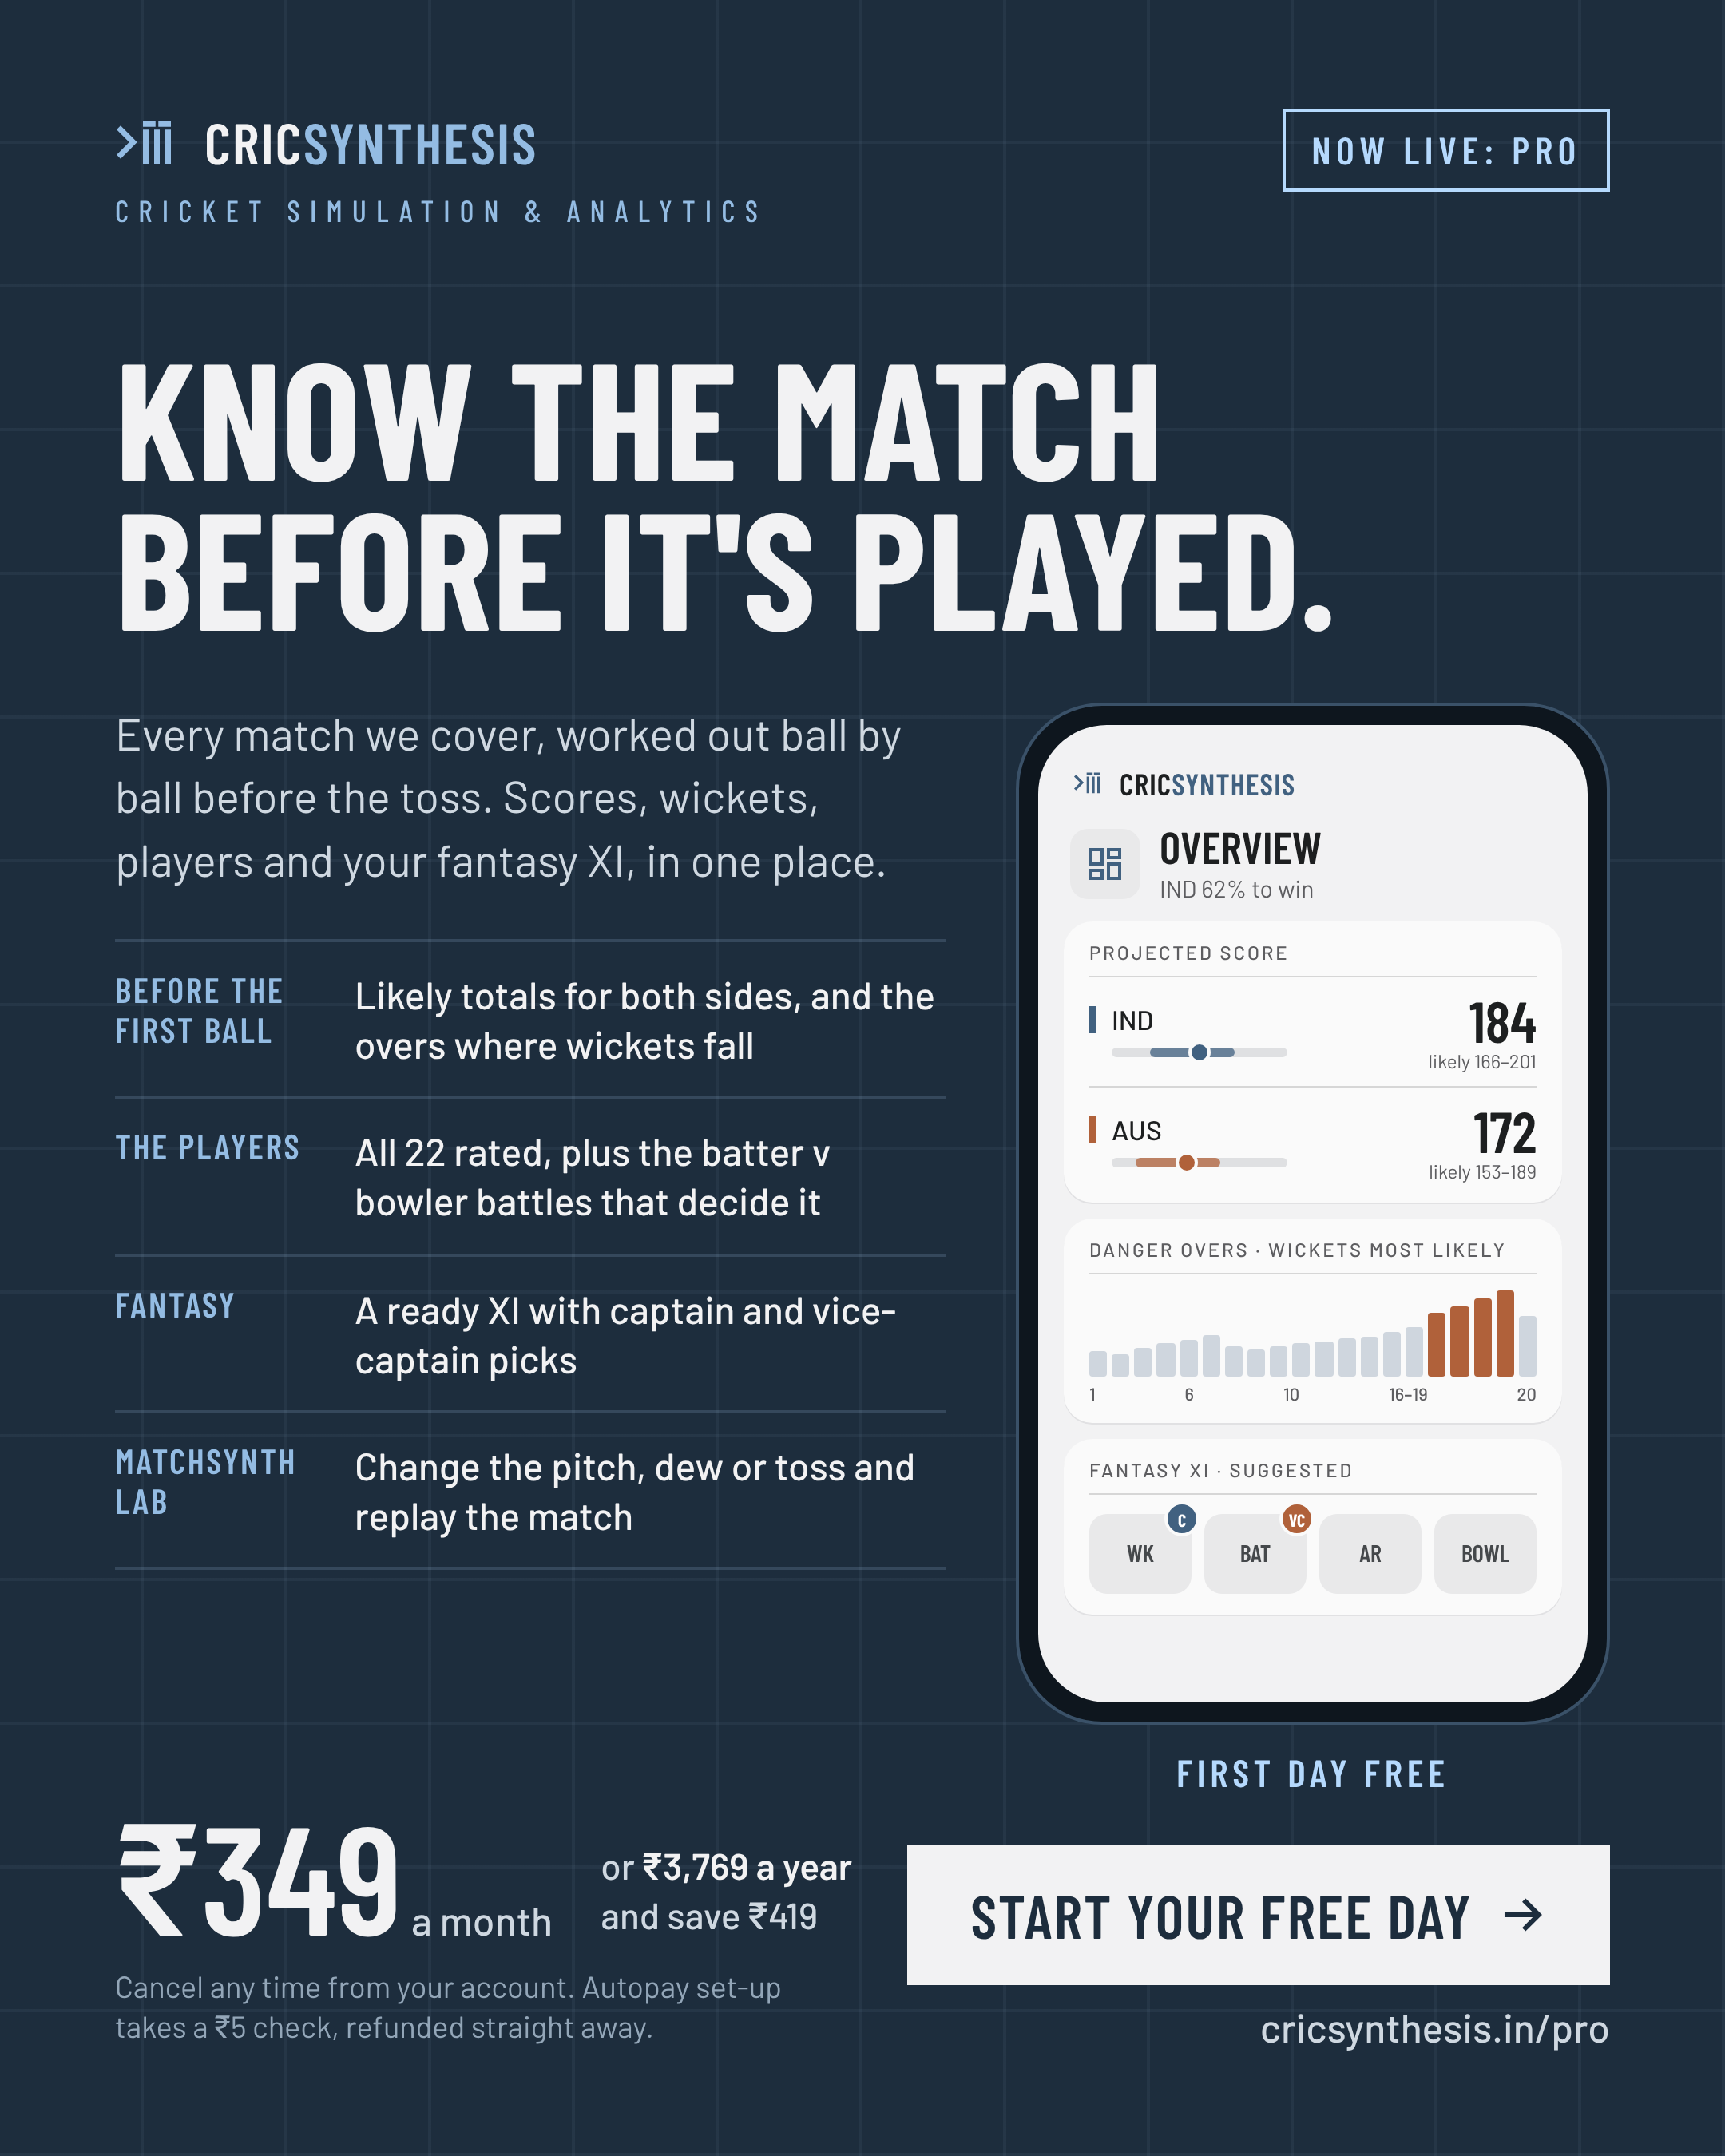 CRICSYNTHESIS
CRICKET SIMULATION & ANALYTICS
NOW LIVE: PRO
KNOW THE MATCH
BEFORE IT'S PLAYED.
Every match we cover, worked out ball by
ball before the toss. Scores, wickets,
players and your fantasy XI, in one place.
BEFORE THE
FIRST BALL
Likely totals for both sides, and the
overs where wickets fall
THE PLAYERS
All 22 rated, plus the batter v
bowler battles that decide it
FANTASY
A ready XI with captain and vice-
captain picks
MATCHSYNTH
LAB
Change the pitch, dew or toss and
replay the match
CRICSYNTHESIS
OVERVIEW
IND 62% to win
PROJECTED SCORE
IND
184
likely 166–201
AUS
172
likely 153–189
DANGER OVERS · WICKETS MOST LIKELY
1 6 10 16–19 20
FANTASY XI · SUGGESTED
C VC
WK BAT AR BOWL
FIRST DAY FREE
₹349 a month
or ₹3,769 a year
and save ₹419
Cancel any time from your account. Autopay set-up
takes a ₹5 check, refunded straight away.
START YOUR FREE DAY →
cricsynthesis.in/pro